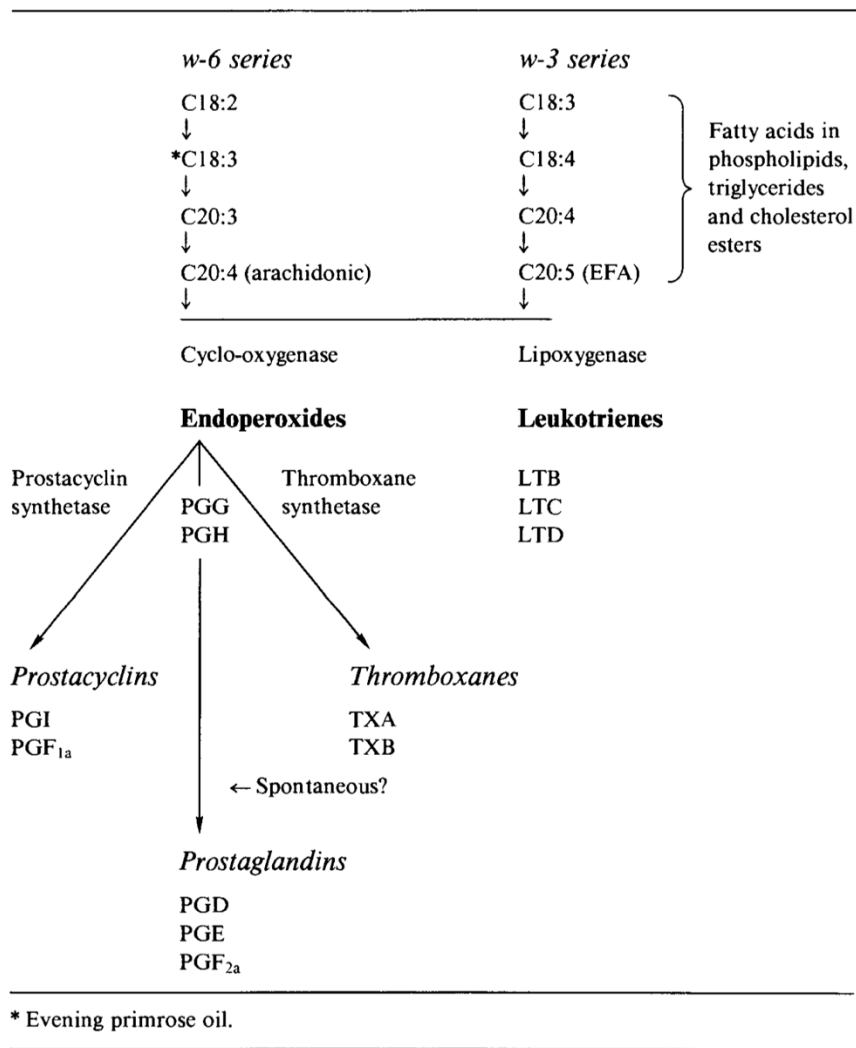 w-6 series
w-3 series
C18:2
C18:3
↓
↓
*C18:3
C18:4
↓
↓
C20:3
C20:4
↓
↓
C20:4 (arachidonic)
C20:5 (EFA)
↓
↓
Fatty acids in
phospholipids,
triglycerides
and cholesterol
esters
Cyclo-oxygenase
Lipoxygenase
Endoperoxides
Leukotrienes
Prostacyclin
synthetase
PGG
PGH
Thromboxane
synthetase
LTB
LTC
LTD
Prostacyclins
PGI
PGF1a
Thromboxanes
TXA
TXB
← Spontaneous?
Prostaglandins
PGD
PGE
PGF2a
* Evening primrose oil.